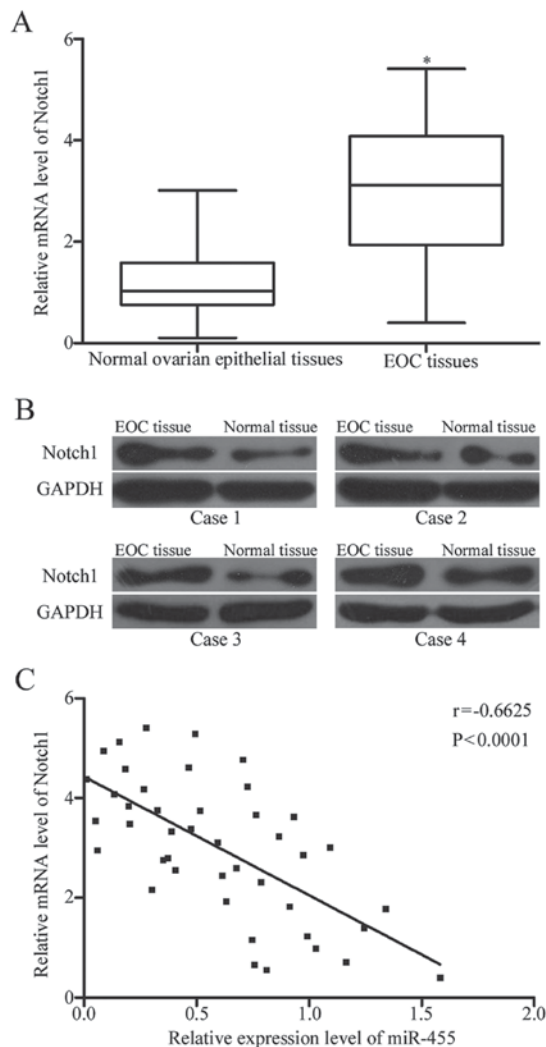 A
Relative mRNA level of Notch1
6
4
2
0
*
Normal ovarian epithelial tissues
EOC tissues
B
EOC tissue Normal tissue
EOC tissue Normal tissue
Notch1
GAPDH
Case 1
Case 2
EOC tissue Normal tissue
EOC tissue Normal tissue
Notch1
GAPDH
Case 3
Case 4
C
Relative mRNA level of Notch1
6
4
2
0
r=-0.6625
P<0.0001
0.0 0.5 1.0 1.5 2.0
Relative expression level of miR-455